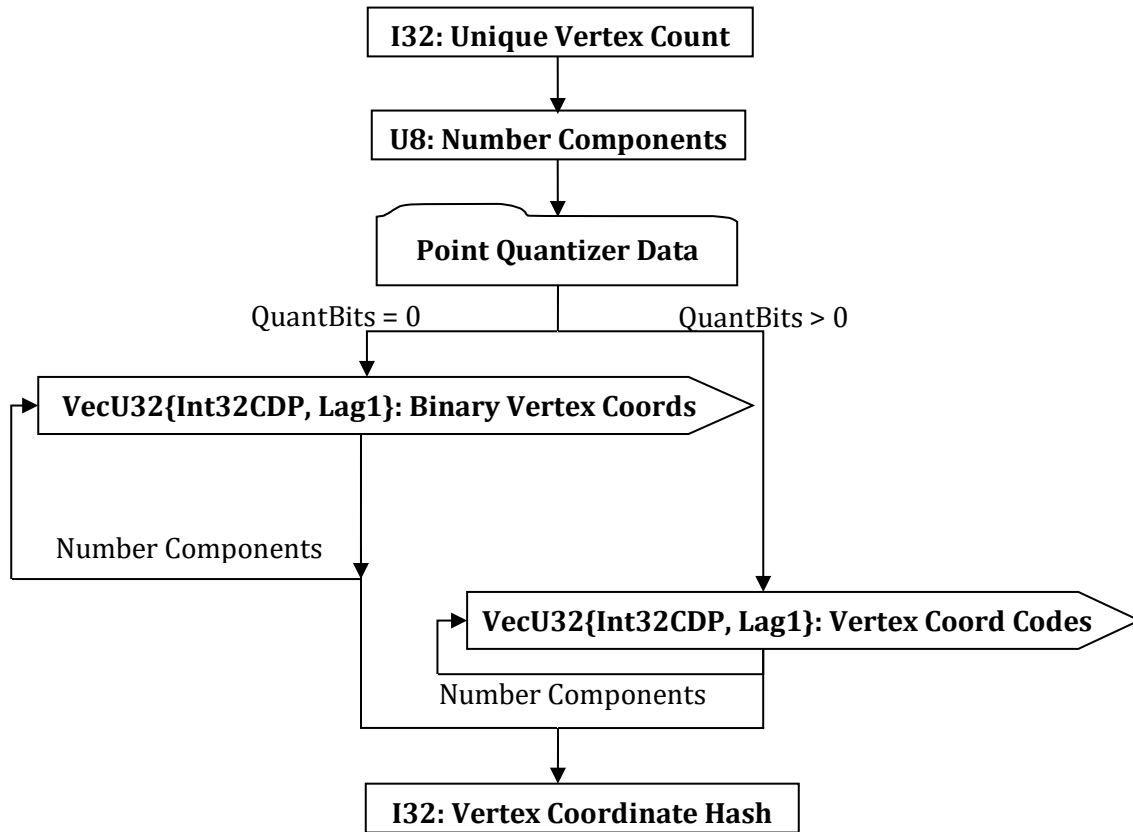 I32: Unique Vertex Count
U8: Number Components
Point Quantizer Data
QuantBits = 0
QuantBits > 0
VecU32{Int32CDP, Lag1}: Binary Vertex Coords
Number Components
VecU32{Int32CDP, Lag1}: Vertex Coord Codes
Number Components
I32: Vertex Coordinate Hash